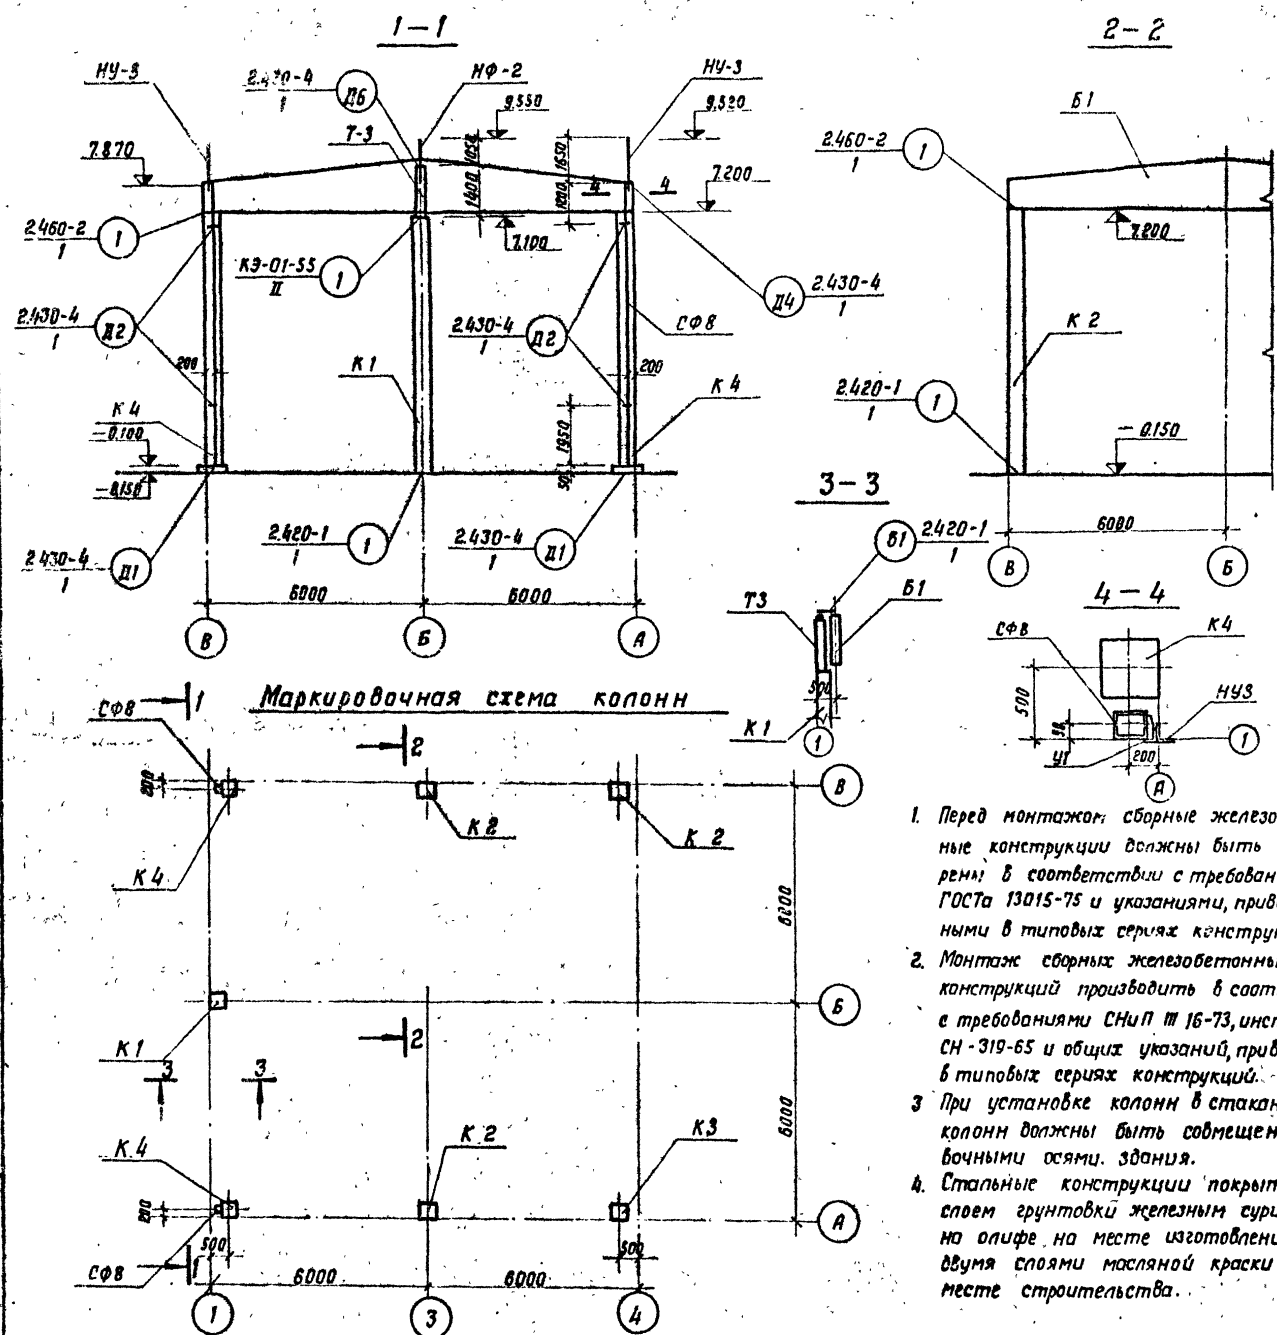 1-1
2-2
НУ-3
2.430-4
1
Д6
НФ-2
НУ-3
Т-3
9.550
9.520
7.870
1050
1400
1650
4
4
7.200
7.100
2.460-2
1
1
КЭ-01-55
II
1
Д4
2.430-4
1
2.430-4
1
Д2
2.430-4
1
Д2
СФ8
200
200
К1
К4
К4
-0.100
-0.150
1950
50
2.430-4
1
Д1
2.420-1
1
1
2.430-4
1
Д1
6000
6000
В
Б
А
Б1
2.460-2
1
1
7.200
К2
2.420-1
1
1
-0.150
6000
В
Б
3-3
В1
2.420-1
1
Т3
Б1
500
К1
1
4-4
СФ8
К4
500
НУ3
У1
200
1
А
Маркировочная схема колонн
СФ8
1
2
200
К4
К2
К2
В
6000
Б
К1
2
3
3
6000
К4
К2
К3
200
А
500
500
СФ8
1
6000
6000
1
3
4
1. Перед монтажом сборные железо
ные конструкции должны быть
рены в соответствии с требован
ГОСТа 13015-75 и указаниями, прив
ными в типовых сериях констру
2. Монтаж сборных железобетонны
конструкций производить в соот
с требованиями СНиП III 16-73, инс
СН-319-65 и общих указаний, прив
в типовых сериях конструкций.
3 При установке колонн в стакан
колонн должны быть совмещен
вочными осями. здания.
4. Стальные конструкции покрыт
слоем грунтовки железным сури
на олифе на месте изготовлени
двумя слоями масляной краски
месте строительства.